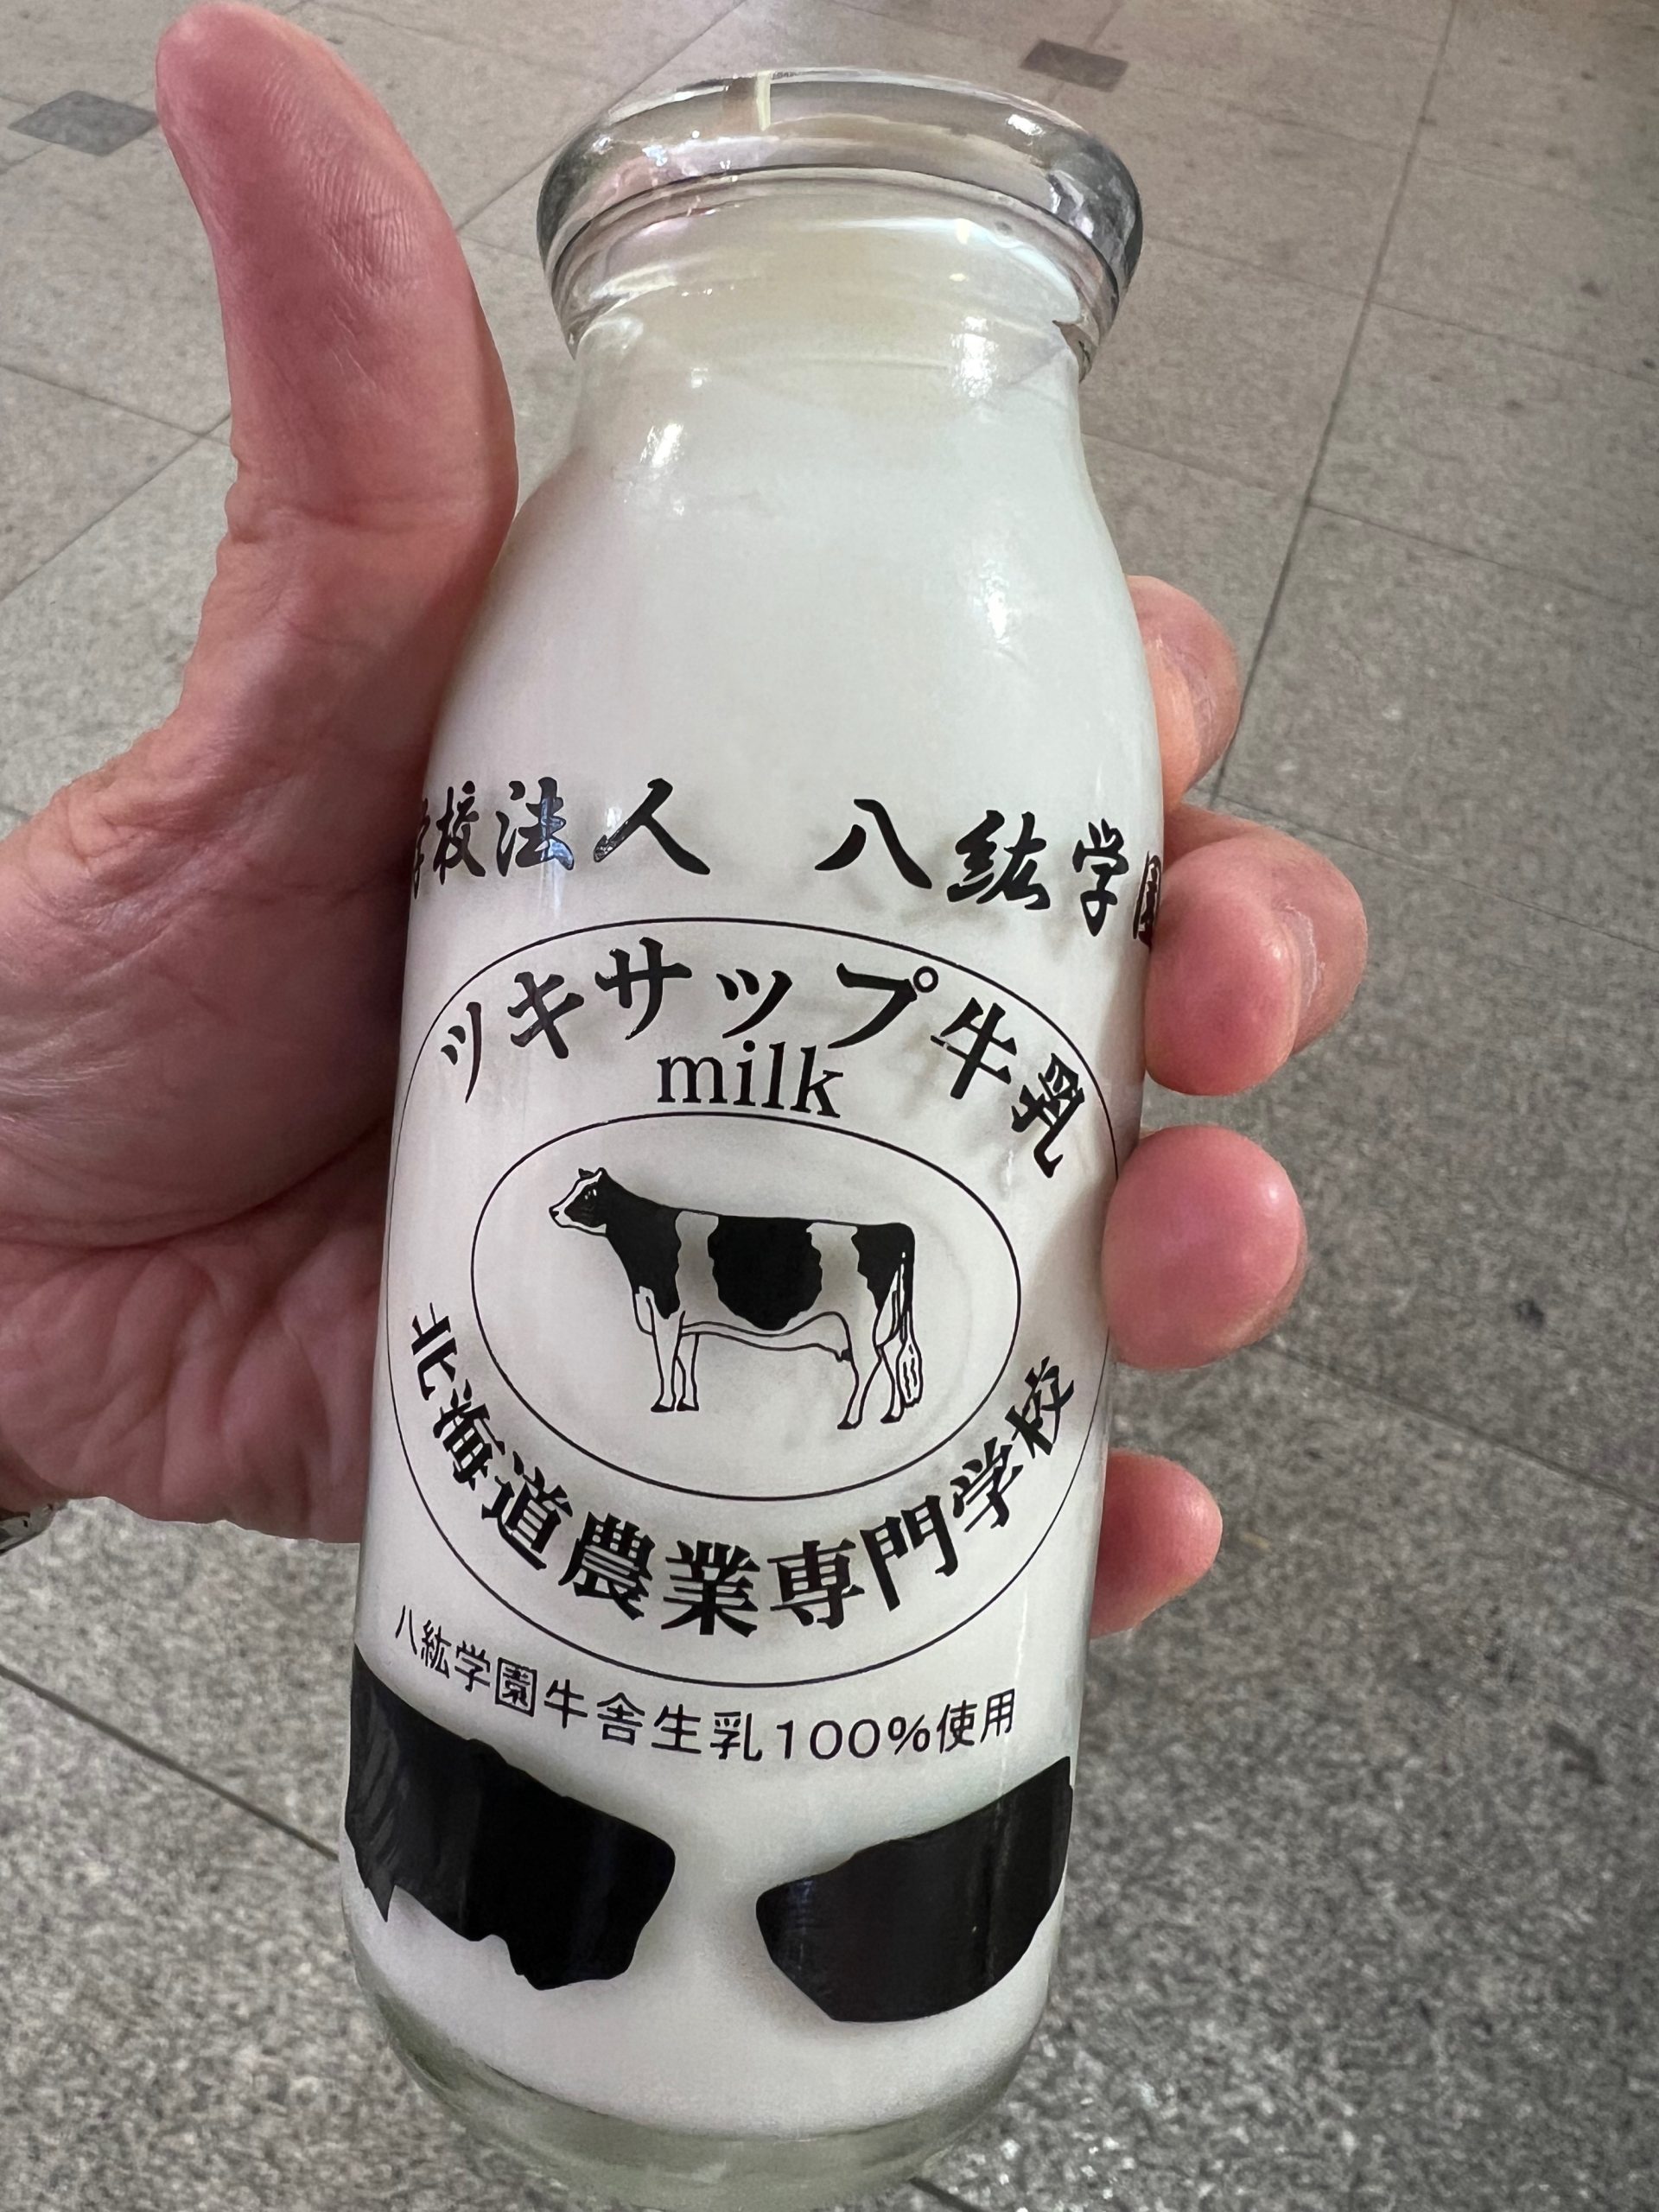 学校法人 八紘学園
ツキサップ牛乳
milk
北海道農業専門学校
八紘学園牛舎生乳100%使用